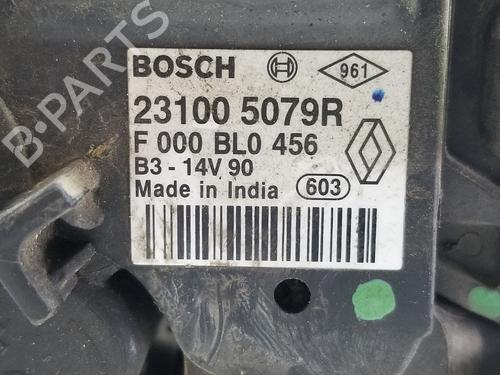 BOSCH 961
23100 5079R
F 000 BL0 456
B3 - 14V 90
Made in India 603
B-PARTS